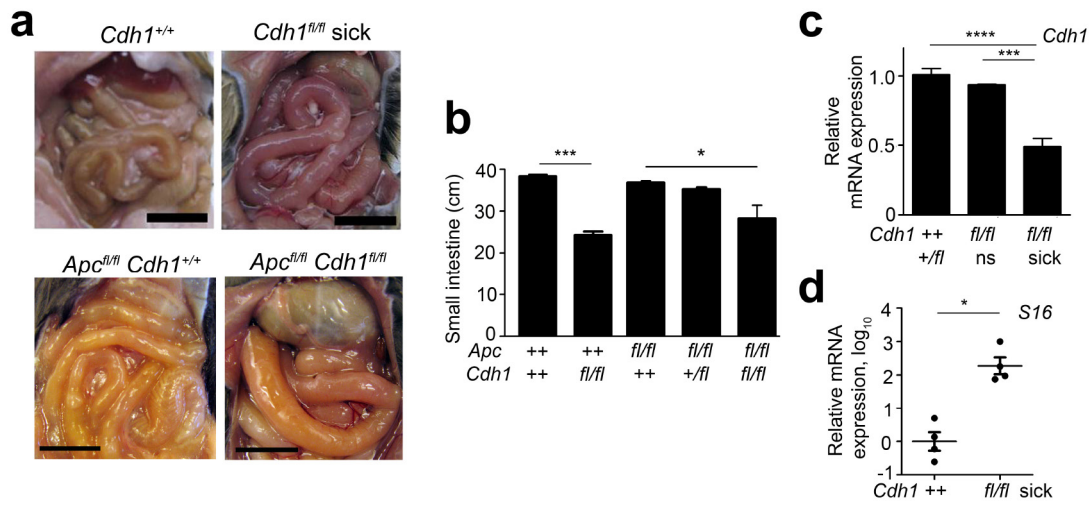 a
Cdh1+/+
Cdh1fl/fl sick
Apcfl/fl Cdh1+/+
Apcfl/fl Cdh1fl/fl
b
Small intestine (cm)
40
30
20
10
0
***
*
Apc ++ ++ fl/fl fl/fl fl/fl
Cdh1 ++ fl/fl ++ +/fl fl/fl
c
Cdh1
****
***
Relative
mRNA expression
1.0
0.5
0
Cdh1 ++ fl/fl fl/fl
+/fl ns sick
d
S16
*
Relative mRNA
expression, log10
4
3
2
1
0
-1
Cdh1 ++ fl/fl sick